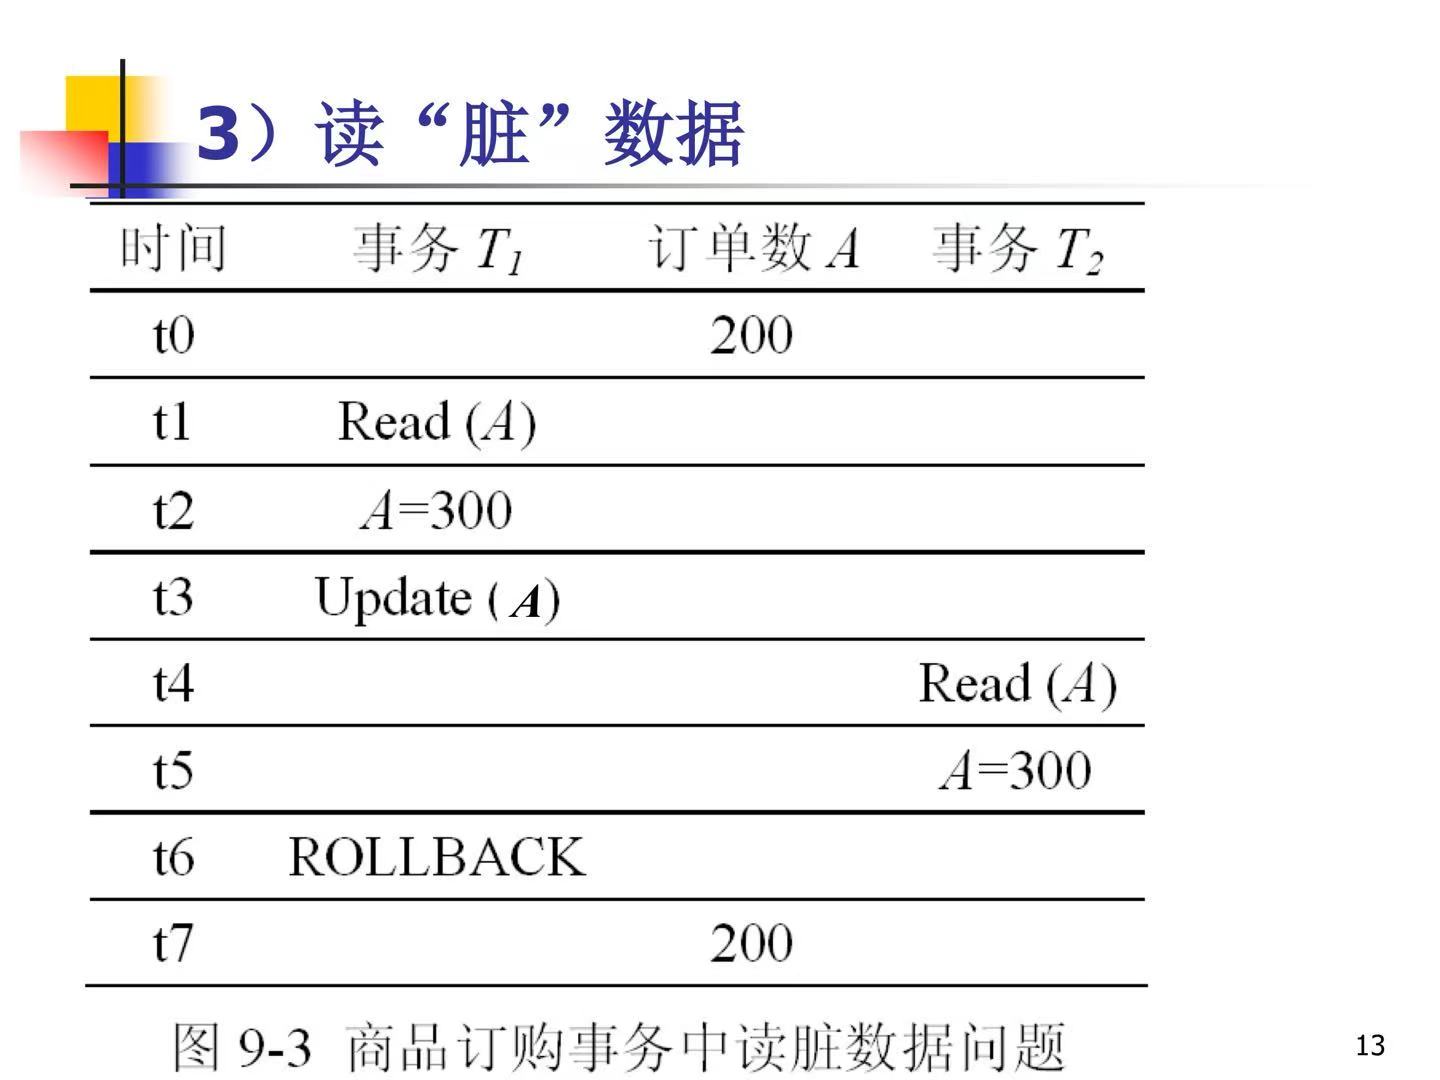 3）读“脏”数据
时间 事务 T1 订单数 A 事务 T2
t0 200
t1 Read (A)
t2 A=300
t3 Update ( A)
t4 Read (A)
t5 A=300
t6 ROLLBACK
t7 200
图 9-3 商品订购事务中读脏数据问题
13